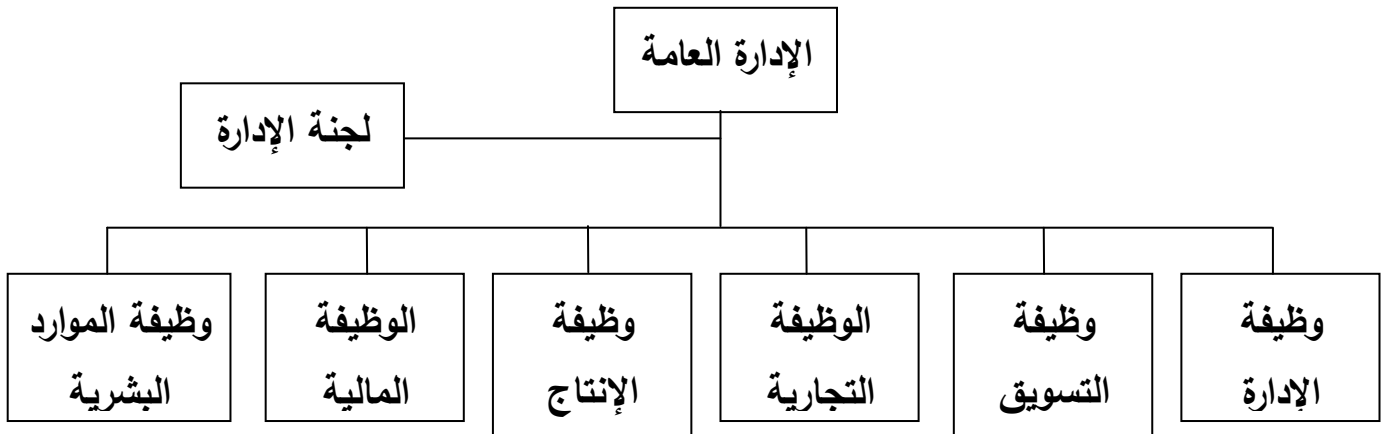 الإدارة العامة
لجنة الإدارة
وظيفة
الإدارة
وظيفة
التسويق
الوظيفة
التجارية
وظيفة
الإنتاج
الوظيفة
المالية
وظيفة الموارد
البشرية